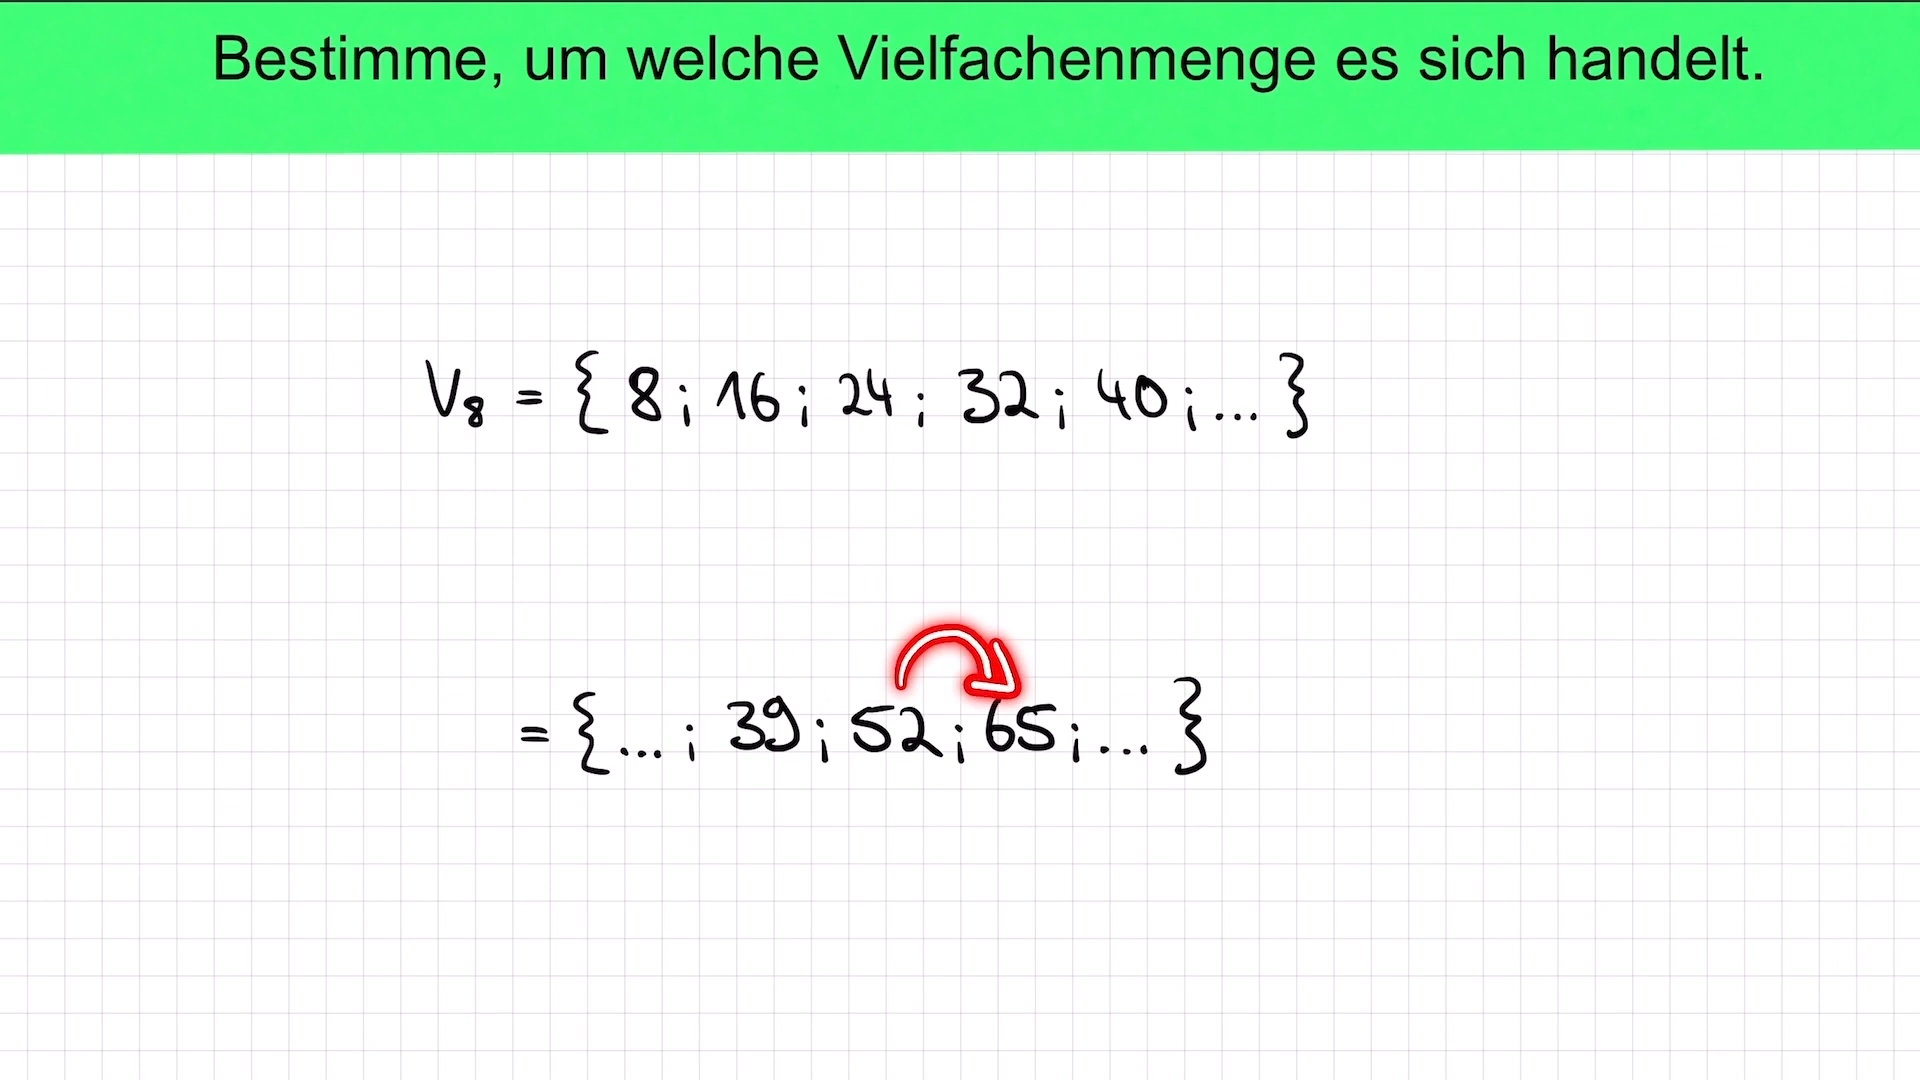 Bestimme, um welche Vielfachenmenge es sich handelt.
V₈ = { 8 ; 16 ; 24 ; 32 ; 40 ; ... }
= { ... ; 39 ; 52 ; 65 ; ... }